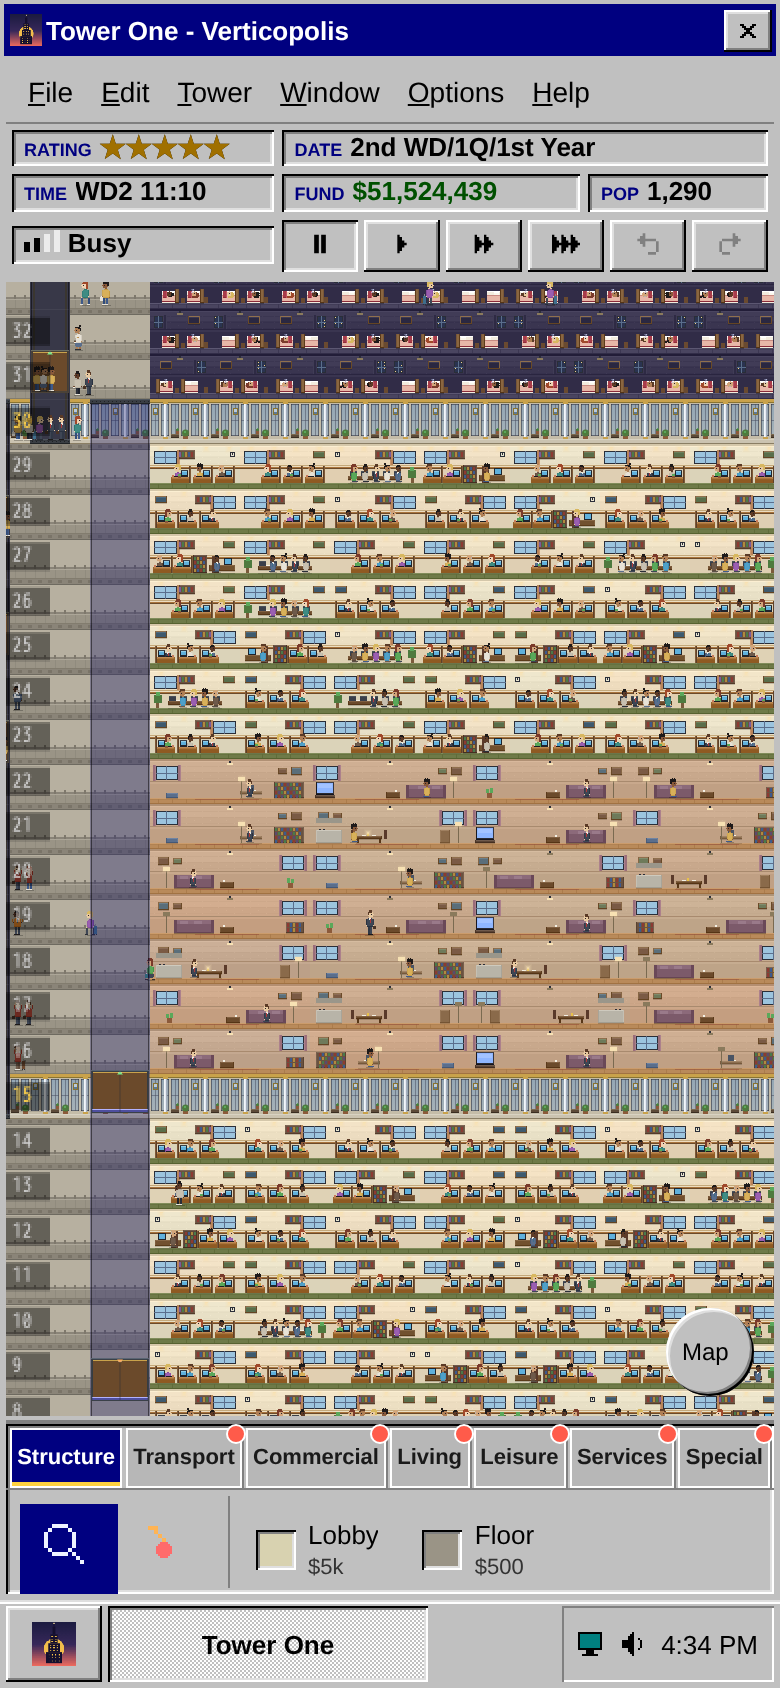 Tower One - Verticopolis
File Edit Tower Window Options Help
RATING
DATE 2nd WD/1Q/1st Year
TIME WD2 11:10
FUND $51,524,439
POP 1,290
Busy
32
31
30
29
28
27
26
25
24
23
22
21
20
19
18
17
16
15
14
13
12
11
10
9
8
Map
Structure Transport Commercial Living Leisure Services Special
Lobby
$5k
Floor
$500
Tower One
4:34 PM